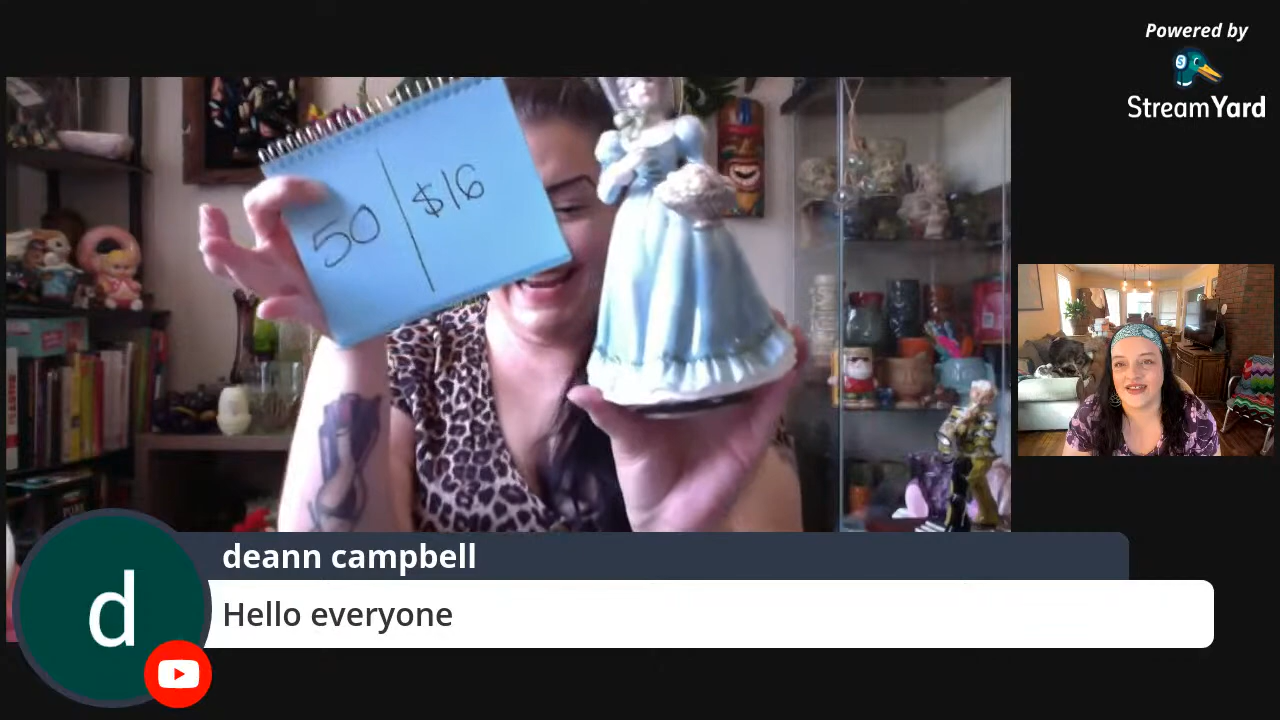 Powered by
StreamYard
50 | $16
deann campbell
Hello everyone
d